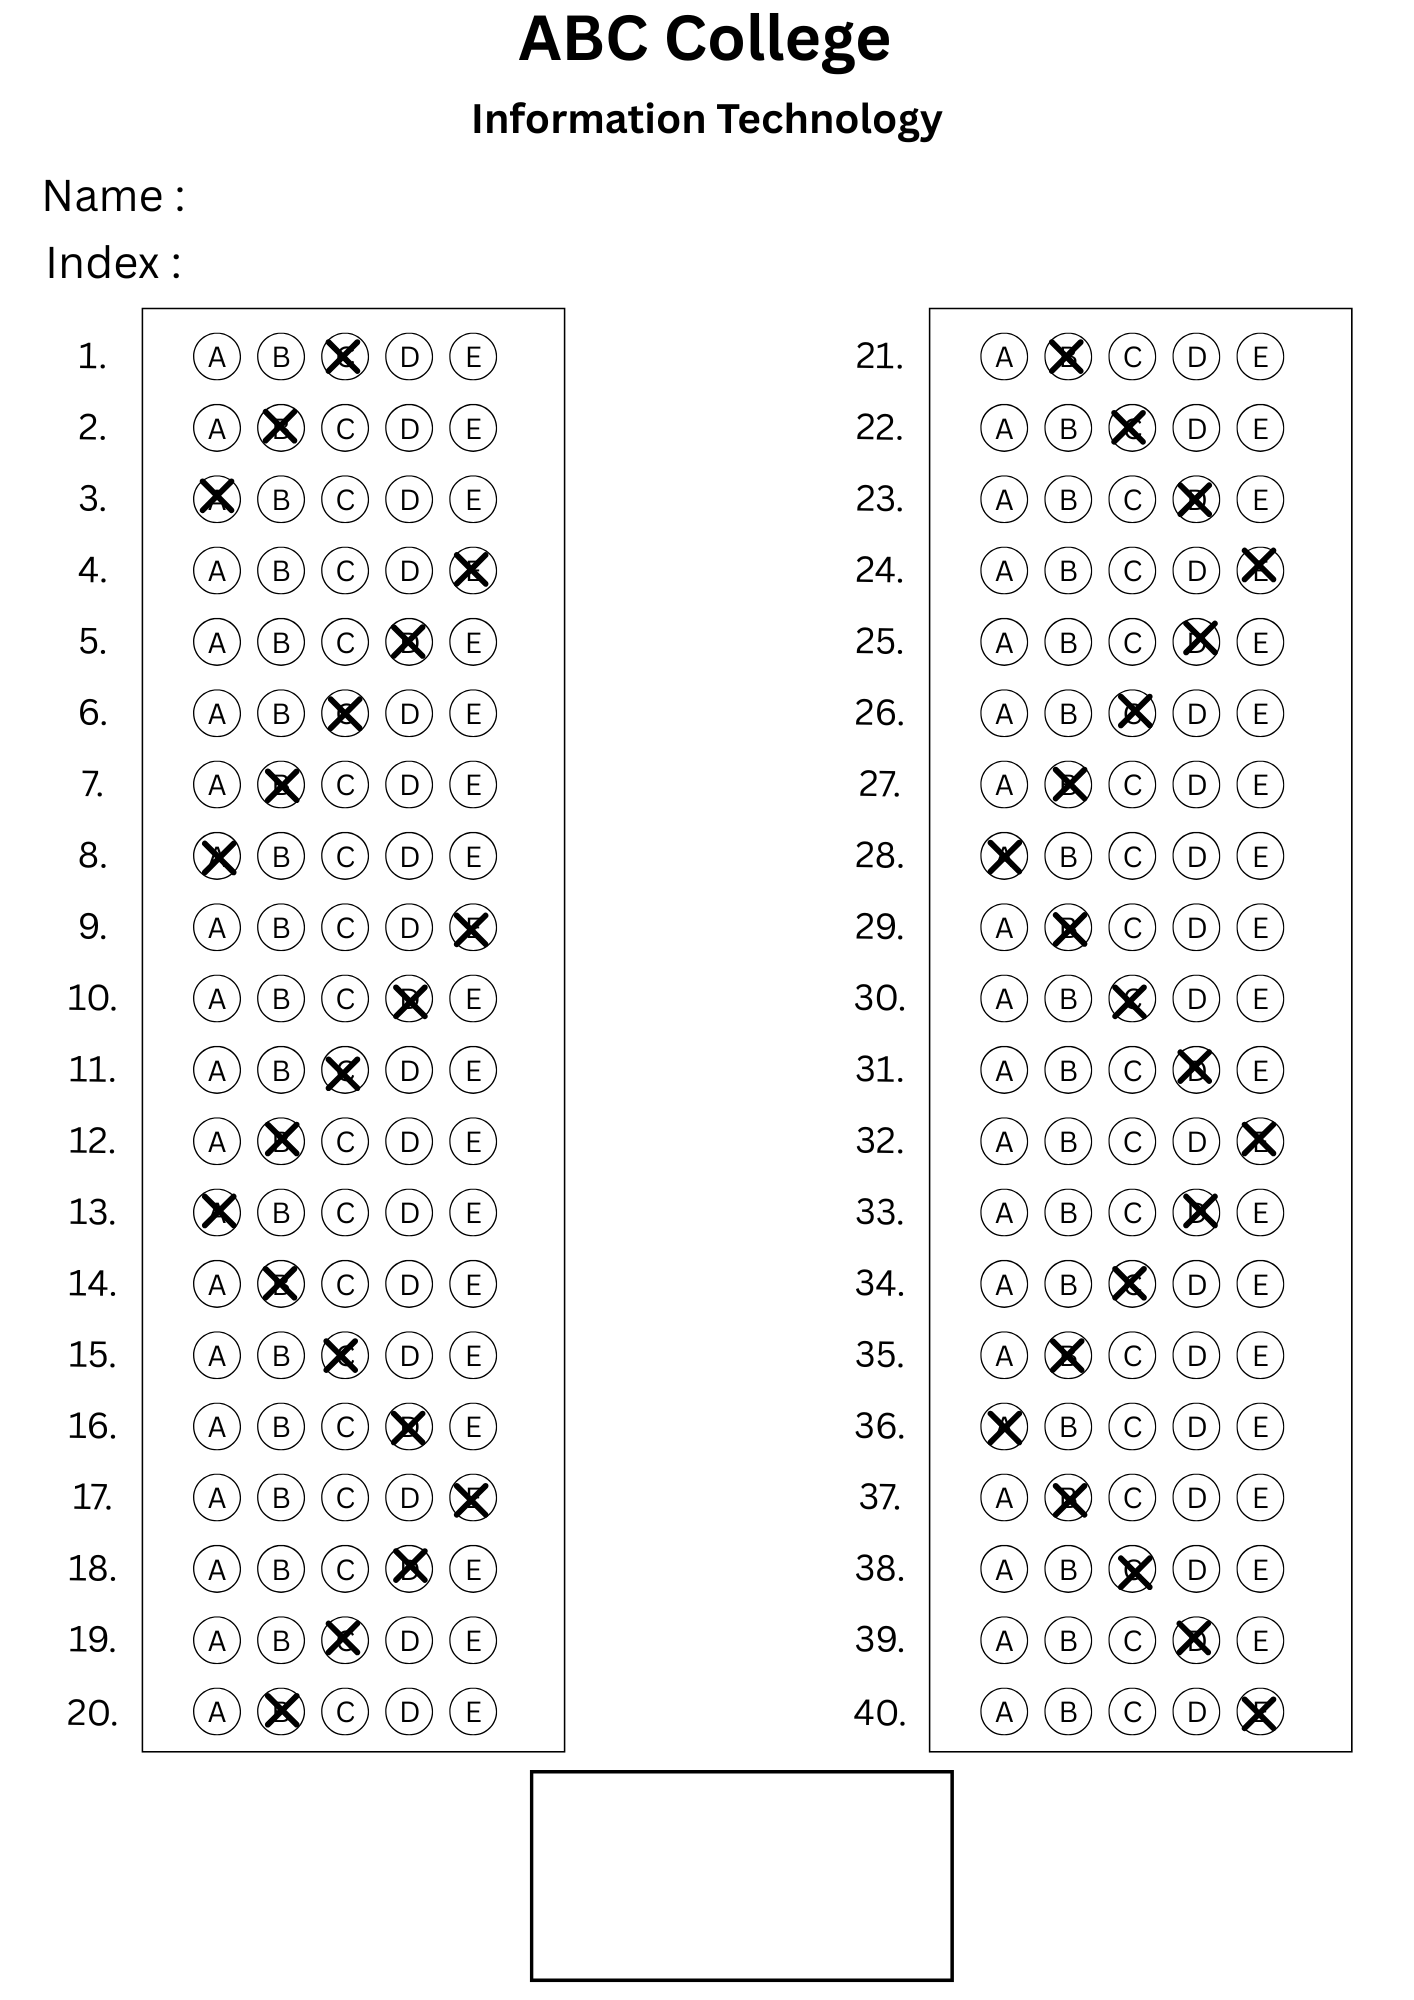 ABC College
Information Technology
Name :
Index :
1. A B C D E
2. A B C D E
3. A B C D E
4. A B C D E
5. A B C D E
6. A B C D E
7. A B C D E
8. A B C D E
9. A B C D E
10. A B C D E
11. A B C D E
12. A B C D E
13. A B C D E
14. A B C D E
15. A B C D E
16. A B C D E
17. A B C D E
18. A B C D E
19. A B C D E
20. A B C D E
21. A B C D E
22. A B C D E
23. A B C D E
24. A B C D E
25. A B C D E
26. A B C D E
27. A B C D E
28. A B C D E
29. A B C D E
30. A B C D E
31. A B C D E
32. A B C D E
33. A B C D E
34. A B C D E
35. A B C D E
36. A B C D E
37. A B C D E
38. A B C D E
39. A B C D E
40. A B C D E